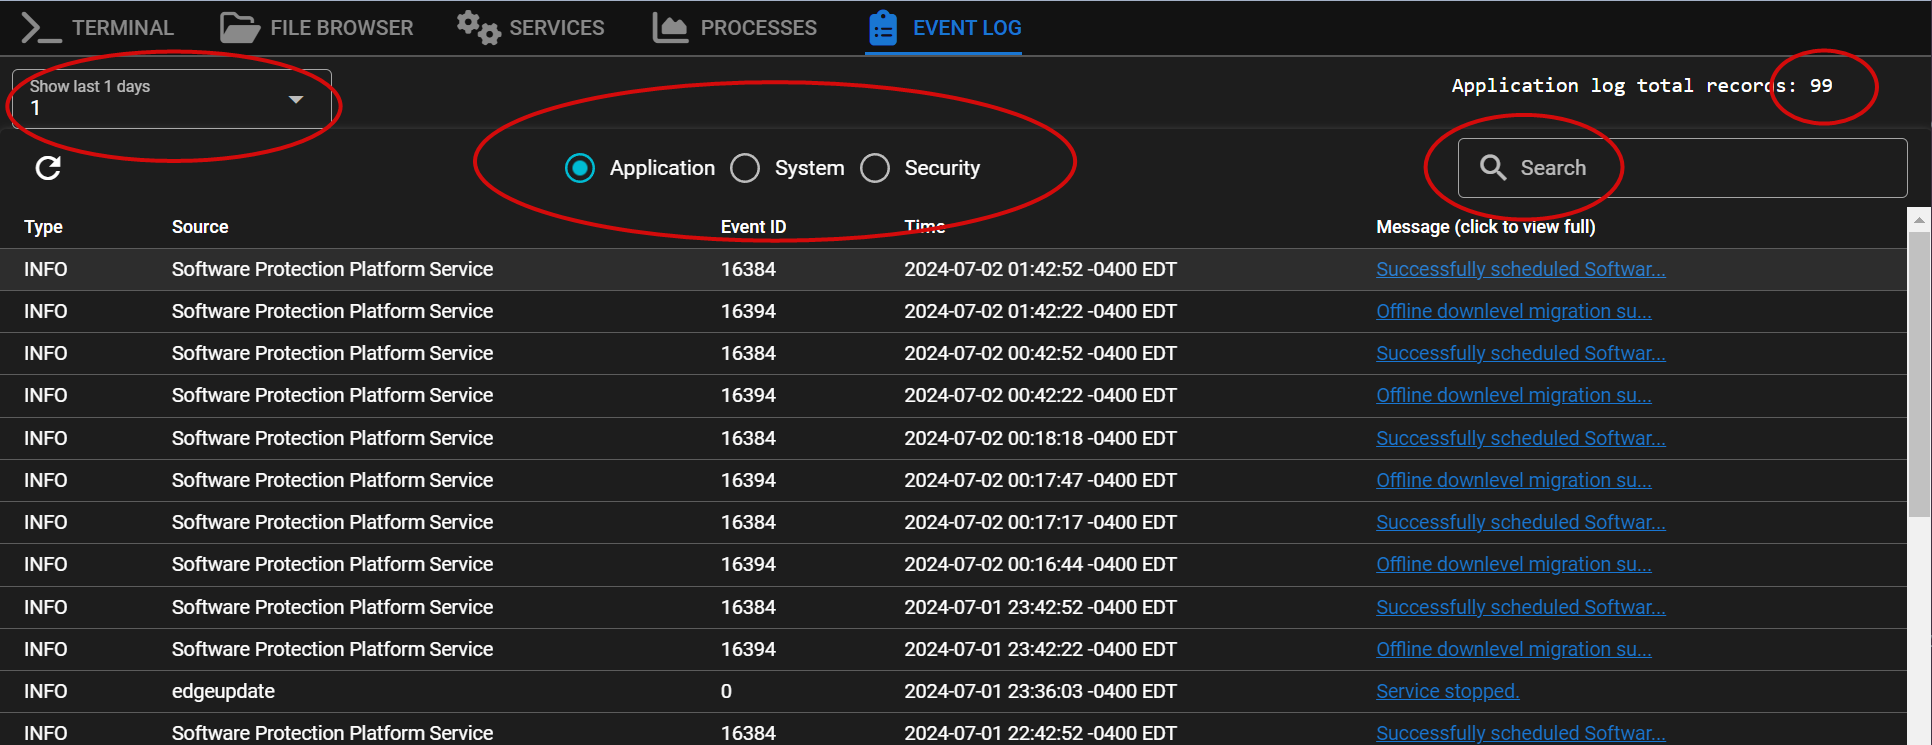 TERMINAL FILE BROWSER SERVICES PROCESSES EVENT LOG
Show last 1 days
1
Application log total records: 99
Application System Security
Search
Type Source Event ID Time Message (click to view full)
INFO Software Protection Platform Service 16384 2024-07-02 01:42:52 -0400 EDT Successfully scheduled Softwar...
INFO Software Protection Platform Service 16394 2024-07-02 01:42:22 -0400 EDT Offline downlevel migration su...
INFO Software Protection Platform Service 16384 2024-07-02 00:42:52 -0400 EDT Successfully scheduled Softwar...
INFO Software Protection Platform Service 16394 2024-07-02 00:42:22 -0400 EDT Offline downlevel migration su...
INFO Software Protection Platform Service 16384 2024-07-02 00:18:18 -0400 EDT Successfully scheduled Softwar...
INFO Software Protection Platform Service 16394 2024-07-02 00:17:47 -0400 EDT Offline downlevel migration su...
INFO Software Protection Platform Service 16384 2024-07-02 00:17:17 -0400 EDT Successfully scheduled Softwar...
INFO Software Protection Platform Service 16394 2024-07-02 00:16:44 -0400 EDT Offline downlevel migration su...
INFO Software Protection Platform Service 16384 2024-07-01 23:42:52 -0400 EDT Successfully scheduled Softwar...
INFO Software Protection Platform Service 16394 2024-07-01 23:42:22 -0400 EDT Offline downlevel migration su...
INFO edgeupdate 0 2024-07-01 23:36:03 -0400 EDT Service stopped.
INFO Software Protection Platform Service 16384 2024-07-01 22:42:52 -0400 EDT Successfully scheduled Softwar...